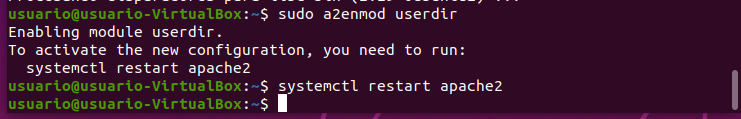 usuario@usuario-VirtualBox:~$ sudo a2enmod userdir
Enabling module userdir.
To activate the new configuration, you need to run:
  systemctl restart apache2
usuario@usuario-VirtualBox:~$ systemctl restart apache2
usuario@usuario-VirtualBox:~$